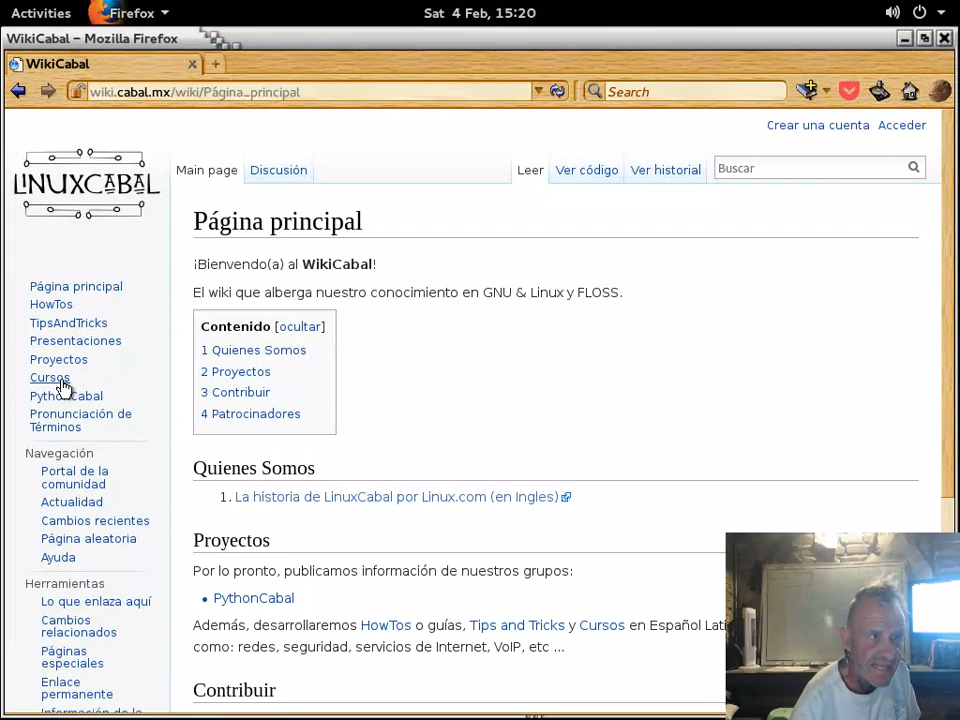 Activities Firefox Sat 4 Feb, 15:20
WikiCabal – Mozilla Firefox
WikiCabal
wiki.cabal.mx/wiki/Página_principal Search
Crear una cuenta Acceder
LINUXCABAL
Main page Discusión Leer Ver código Ver historial Buscar
Página principal
¡Bienvendo(a) al WikiCabal!
El wiki que alberga nuestro conocimiento en GNU & Linux y FLOSS.
Contenido [ocultar]
1 Quienes Somos
2 Proyectos
3 Contribuir
4 Patrocinadores
Quienes Somos
1. La historia de LinuxCabal por Linux.com (en Ingles)
Proyectos
Por lo pronto, publicamos información de nuestros grupos:
• PythonCabal
Además, desarrollaremos HowTos o guías, Tips and Tricks y Cursos en Español
como: redes, seguridad, servicios de Internet, VoIP, etc ...
Contribuir
Página principal
HowTos
TipsAndTricks
Presentaciones
Proyectos
Cursos
PythonCabal
Pronunciación de
Términos
Navegación
Portal de la
comunidad
Actualidad
Cambios recientes
Página aleatoria
Ayuda
Herramientas
Lo que enlaza aquí
Cambios
relacionados
Páginas
especiales
Enlace
permanente